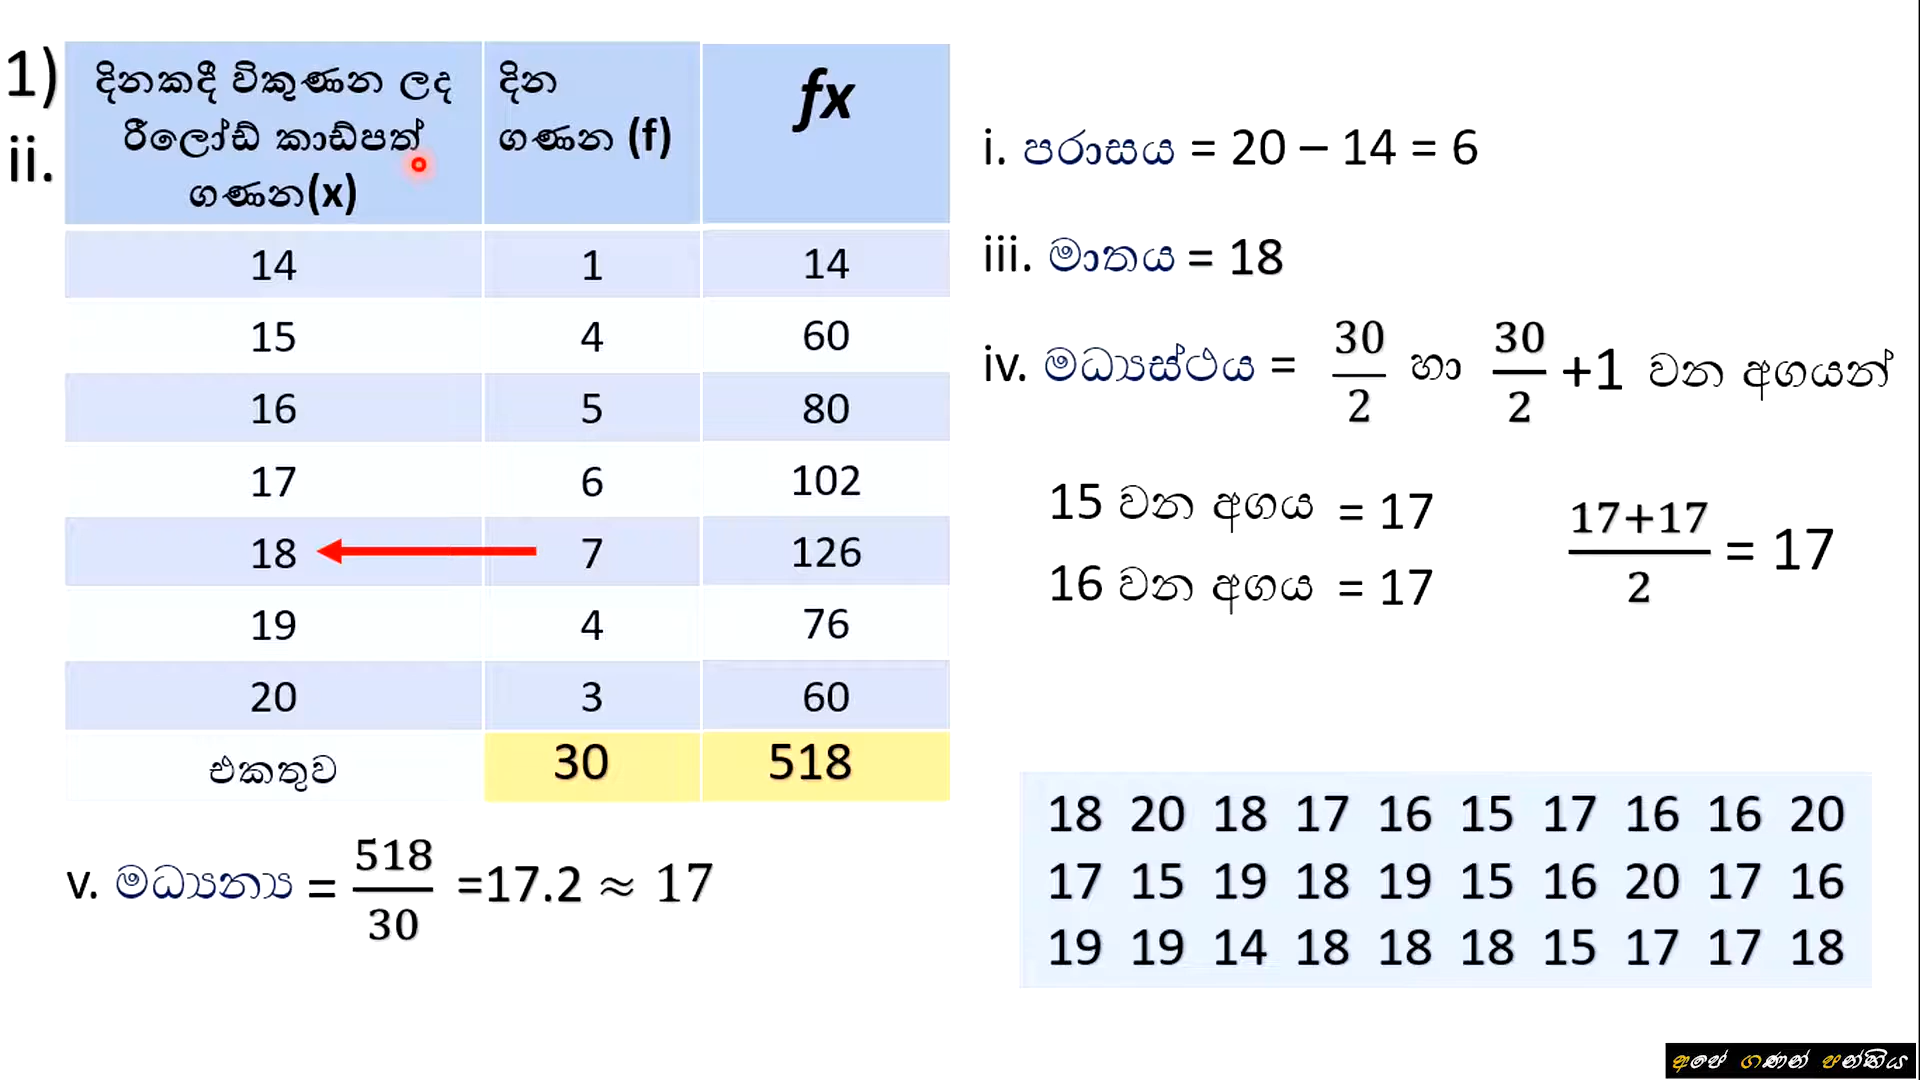 1)
ii.
දිනකදී විකුණන ලද රීලෝඩ් කාඩ්පත් ගණන(x) දින ගණන (f) fx
14 1 14
15 4 60
16 5 80
17 6 102
18 7 126
19 4 76
20 3 60
එකතුව 30 518
v. මධ්‍යන්‍ය = 518/30 =17.2 ≈ 17
i. පරාසය = 20 – 14 = 6
iii. මාතය = 18
iv. මධ්‍යස්ථය = 30/2 හා 30/2 +1 වන අගයන්
15 වන අගය = 17
16 වන අගය = 17
17+17/2 = 17
18 20 18 17 16 15 17 16 16 20
17 15 19 18 19 15 16 20 17 16
19 19 14 18 18 18 15 17 17 18
අපේ ගණන් පන්තිය